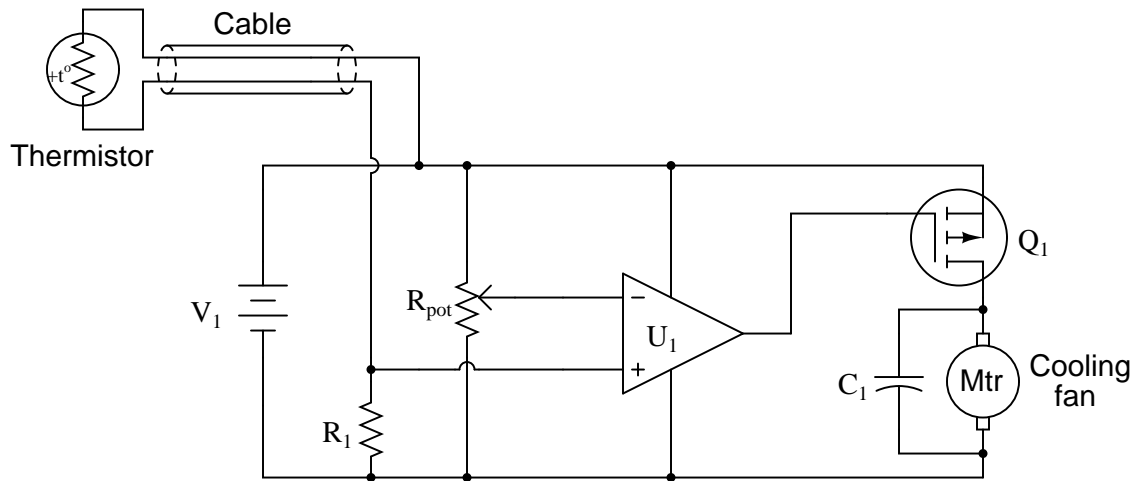 Cable
+t°
Thermistor
V1
R1
Rpot
−
+
U1
Q1
C1
Mtr
Cooling
fan